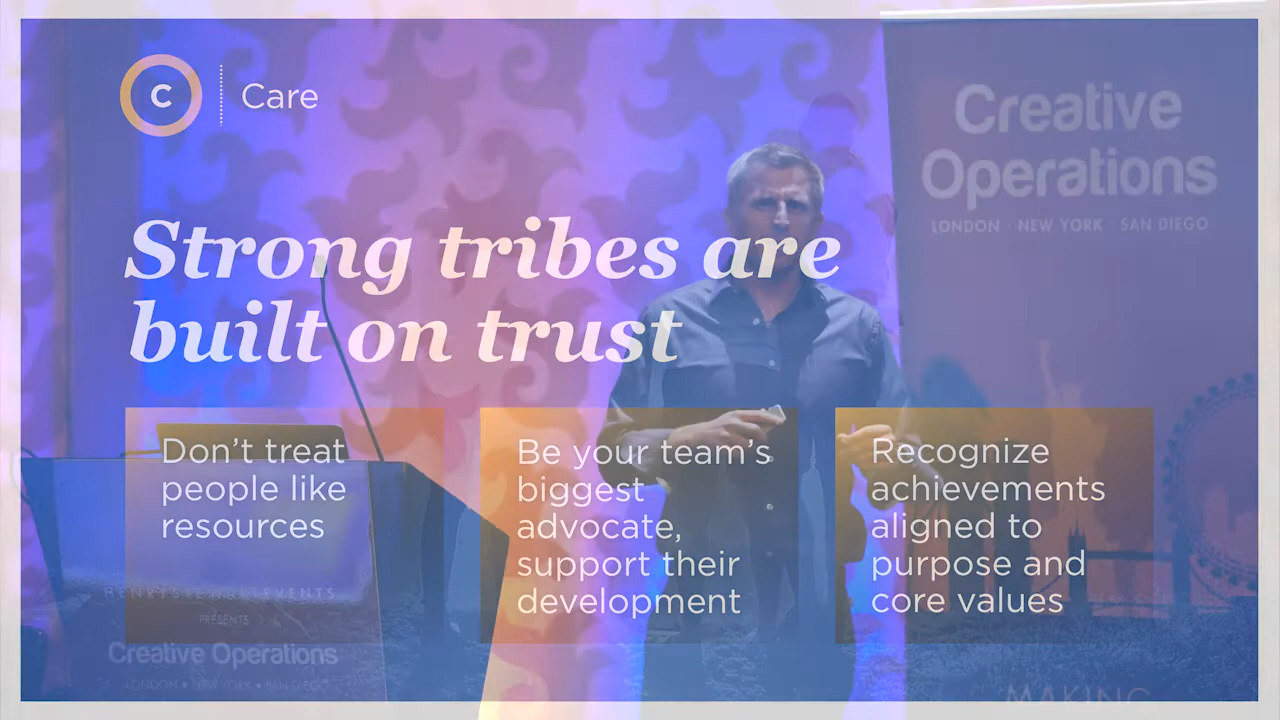 C
Care
Creative
Operations
LONDON · NEW YORK SAN DIEGO
Strong tribes are
built on trust
Don’t treat
people like
resources
Be your team’s
biggest
advocate,
support their
development
Recognize
achievements
aligned to
purpose and
core values
PRESENTS
Creative Operations
LONDON • NEW YORK • SAN DIEGO
MAKING